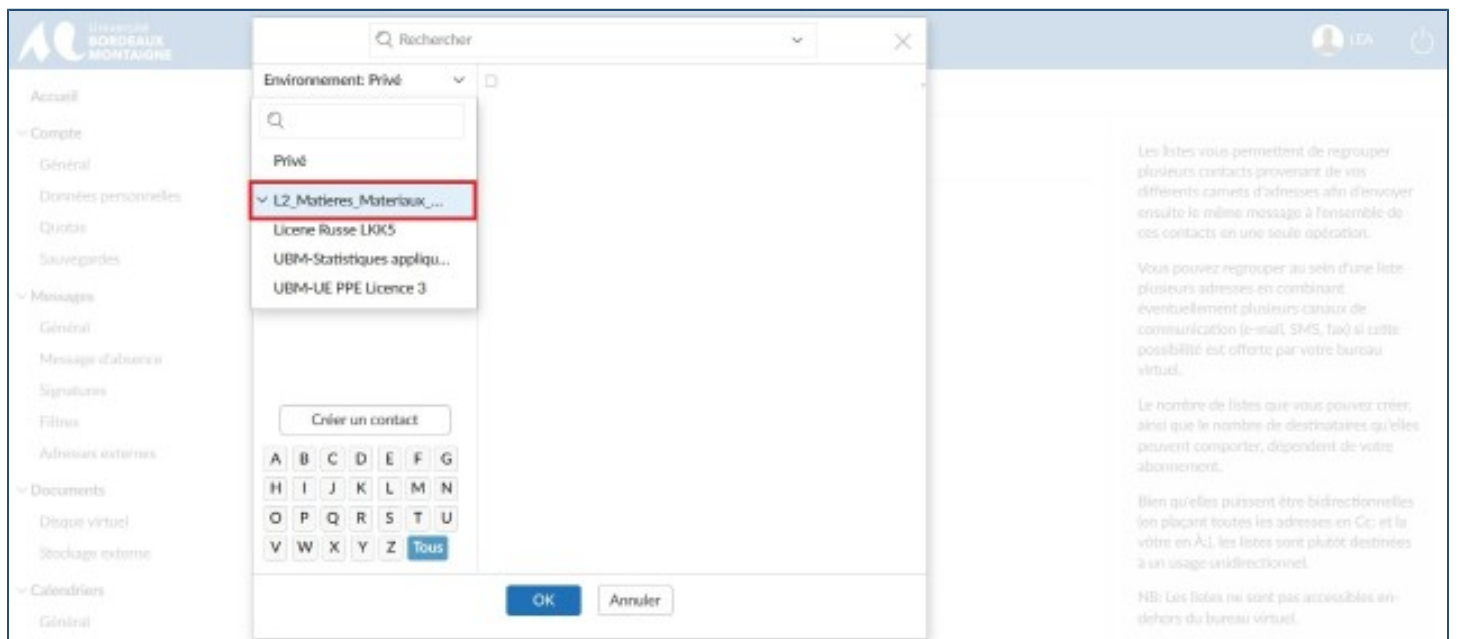 Université
BORDEAUX
MONTAIGNE
Rechercher
LEA
Environnement: Privé
Privé
L2_Matieres_Materiaux_...
Licene Russe LKK5
UBM-Statistiques appliqu...
UBM-UE PPE Licence 3
Créer un contact
A B C D E F G
H I J K L M N
O P Q R S T U
V W X Y Z Tous
OK
Annuler
Accueil
Compte
Général
Données personnelles
Quotas
Sauvegardes
Messages
Général
Message d'absence
Signatures
Filtres
Adresses externes
Documents
Disque virtuel
Stockage externe
Calendriers
Général
Les listes vous permettent de regrouper
plusieurs contacts provenant de vos
différents carnets d'adresses afin d'envoyer
ensuite le même message à l'ensemble de
ces contacts en une seule opération.
Vous pouvez regrouper au sein d'une liste
plusieurs adresses en combinant
éventuellement plusieurs canaux de
communication (e-mail, SMS, fax) si cette
possibilité est offerte par votre bureau
virtuel.
Le nombre de listes que vous pouvez créer,
ainsi que le nombre de destinataires qu'elles
peuvent comporter, dépendent de votre
abonnement.
Bien qu'elles puissent être bidirectionnelles
(en plaçant toutes les adresses en Cc: et la
vôtre en À:), les listes sont plutôt destinées
à un usage unidirectionnel.
NB: Les listes ne sont pas accessibles en-
dehors du bureau virtuel.